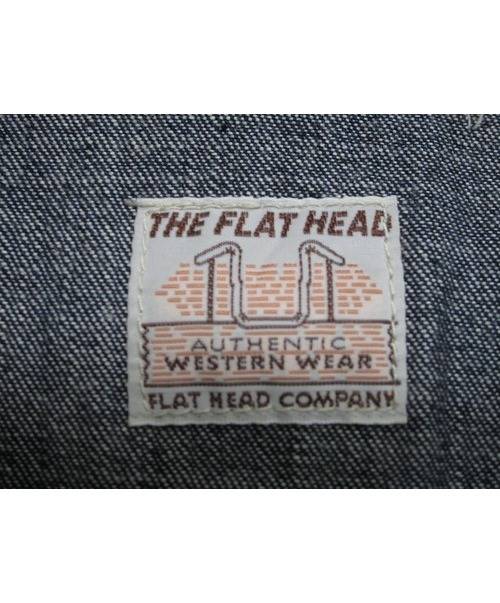 THE FLAT HEAD
AUTHENTIC
WESTERN WEAR
FLAT HEAD COMPANY